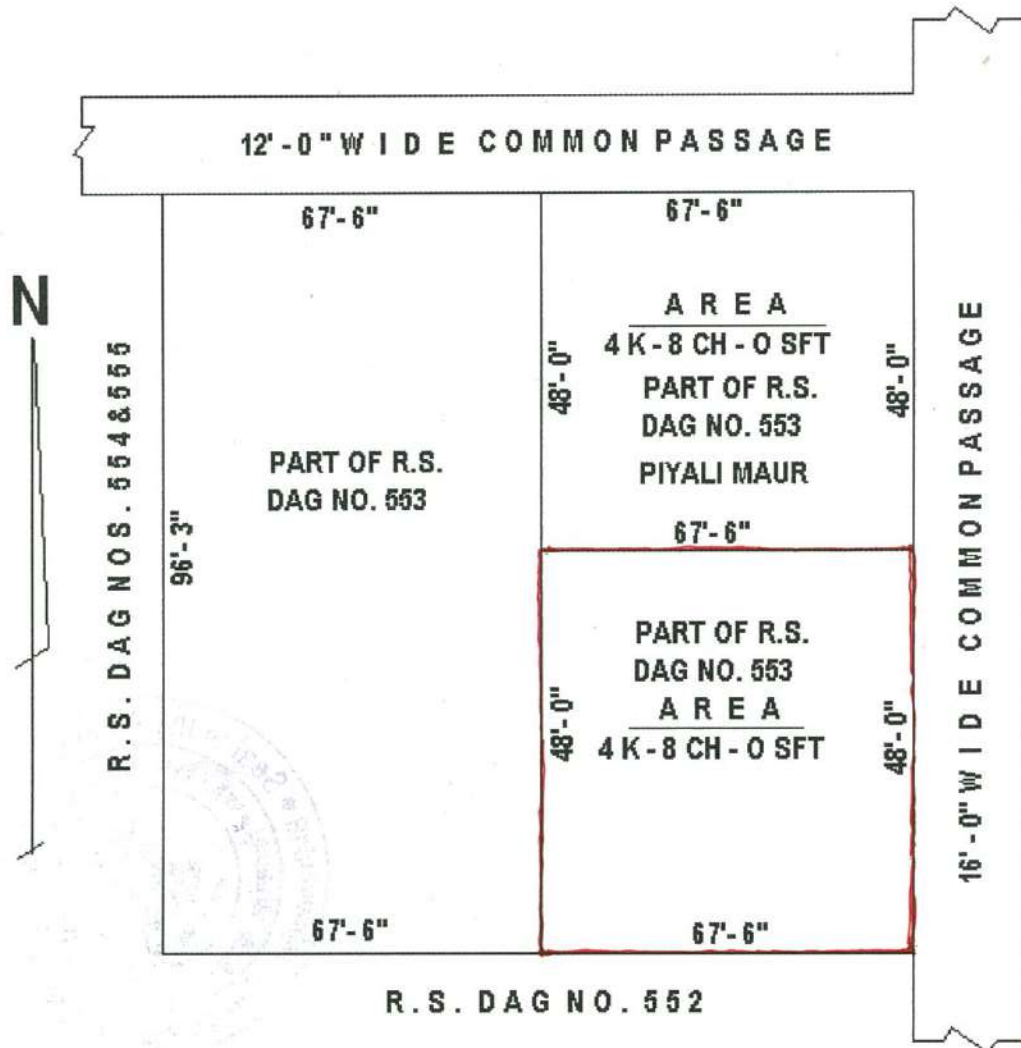 12'-0" WIDE COMMON PASSAGE
67'-6"
67'-6"
N
R.S. DAG NOS. 554&555
96'-3"
PART OF R.S.
DAG NO. 553
48'-0"
AREA
4 K - 8 CH - O SFT
PART OF R.S.
DAG NO. 553
PIYALI MAUR
48'-0"
67'-6"
16'-0" WIDE COMMON PASSAGE
48'-0"
PART OF R.S.
DAG NO. 553
AREA
4 K - 8 CH - O SFT
48'-0"
67'-6"
67'-6"
R.S. DAG NO. 552